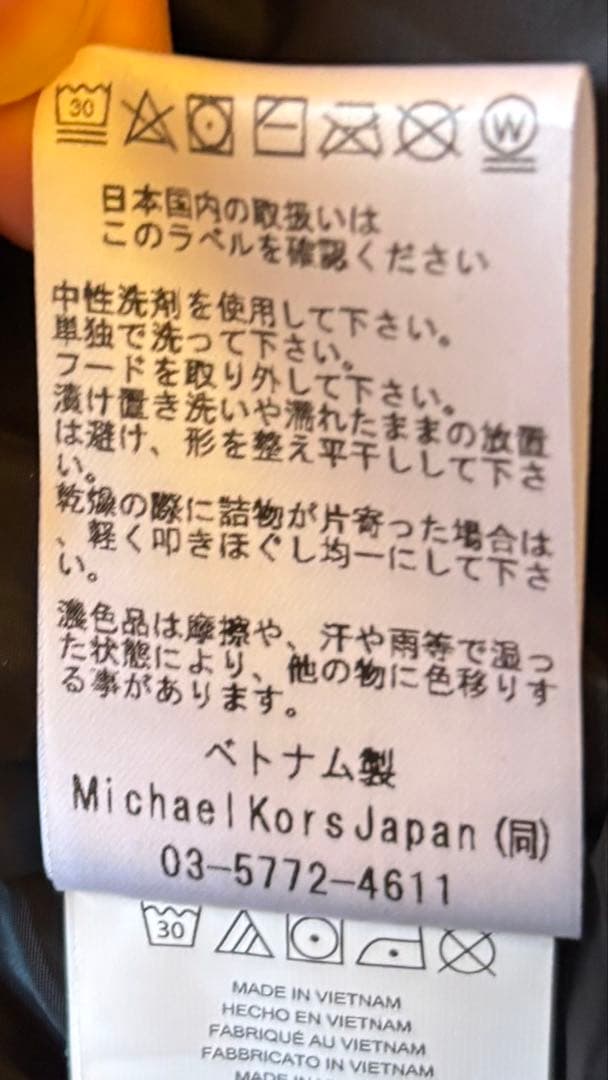 30
W
日本国内の取扱いは
このラベルを確認ください
中性洗剤を使用して下さい。
単独で洗って下さい。
フードを取り外して下さい。
漬け置き洗いや濡れたままの放置
は避け、形を整え平干しして下さ
い。
乾燥の際に詰物が片寄った場合は
、軽く叩きほぐし均一にして下さ
い。
濃色品は摩擦や、汗や雨等で湿っ
た状態により、他の物に色移りす
る事があります。
ベトナム製
Michael Kors Japan (同)
03-5772-4611
30
MADE IN VIETNAM
HECHO EN VIETNAM
FABRIQUÉ AU VIETNAM
FABBRICATO IN VIETNAM
MADE IN